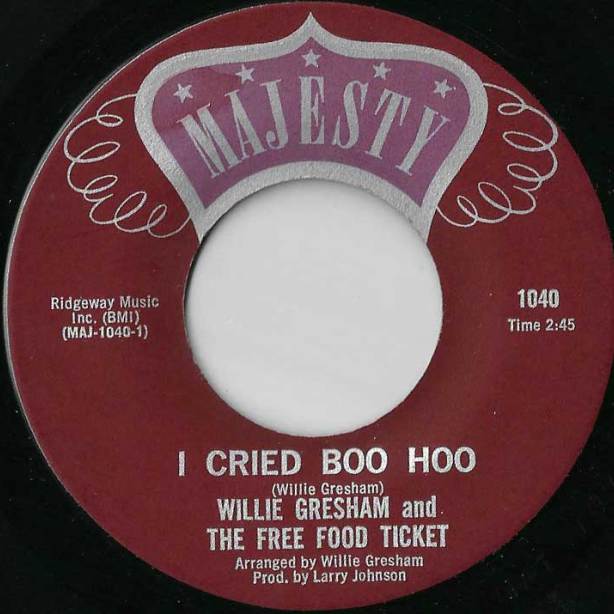 MAJESTY
Ridgeway Music
Inc. (BMI)
(MAJ-1040-1)
1040
Time 2:45
I CRIED BOO HOO
(Willie Gresham)
WILLIE GRESHAM and
THE FREE FOOD TICKET
Arranged by Willie Gresham
Prod. by Larry Johnson